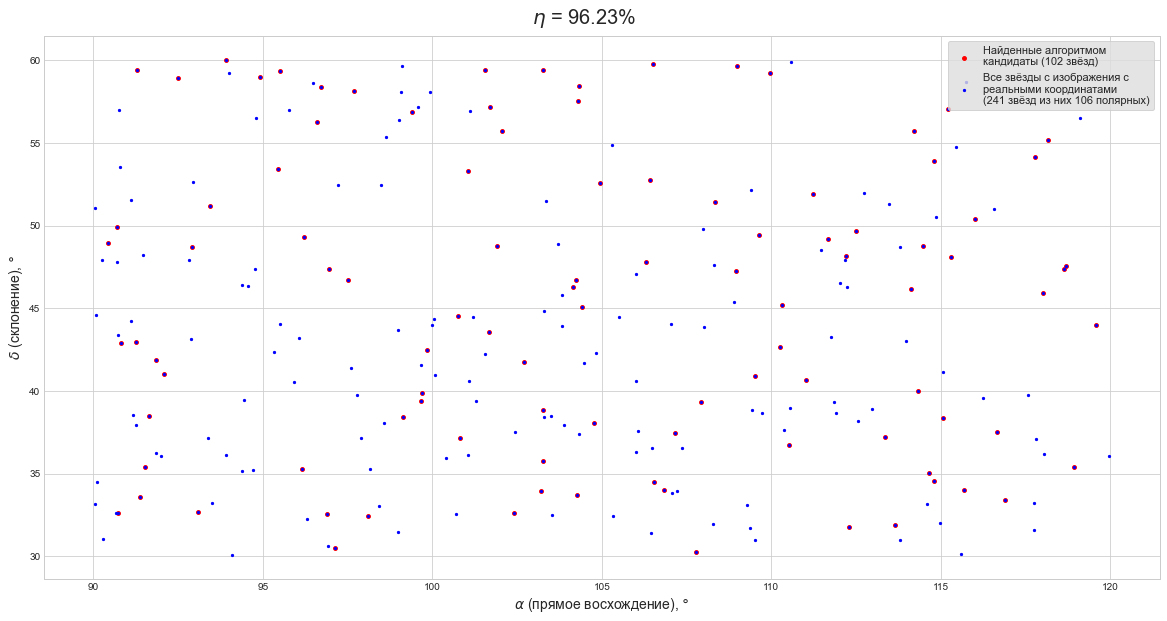 η = 96.23%
Найденные алгоритмом
кандидаты (102 звёзд)
Все звёзды с изображения с
реальными координатами
(241 звёзд из них 106 полярных)
δ (склонение), °
60
55
50
45
40
35
30
90
95
100
105
110
115
120
α (прямое восхождение), °